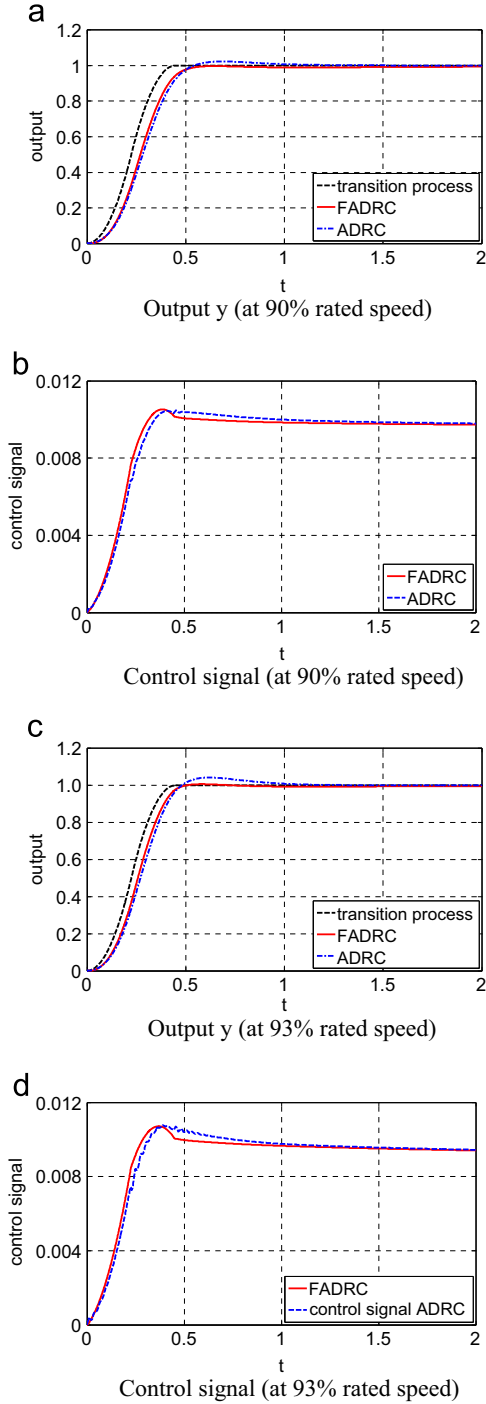 a
1.2
1
0.8
0.6
0.4
0.2
0
output
transition process
FADRC
ADRC
0 0.5 1 1.5 2
t
Output y (at 90% rated speed)
b
0.012
0.008
0.004
0
control signal
FADRC
ADRC
0 0.5 1 1.5 2
t
Control signal (at 90% rated speed)
c
1.2
1.0
0.8
0.6
0.4
0.2
0
output
transition process
FADRC
ADRC
0 0.5 1 1.5 2
t
Output y (at 93% rated speed)
d
0.012
0.008
0.004
0
control signal
FADRC
control signal ADRC
0 0.5 1 1.5 2
t
Control signal (at 93% rated speed)